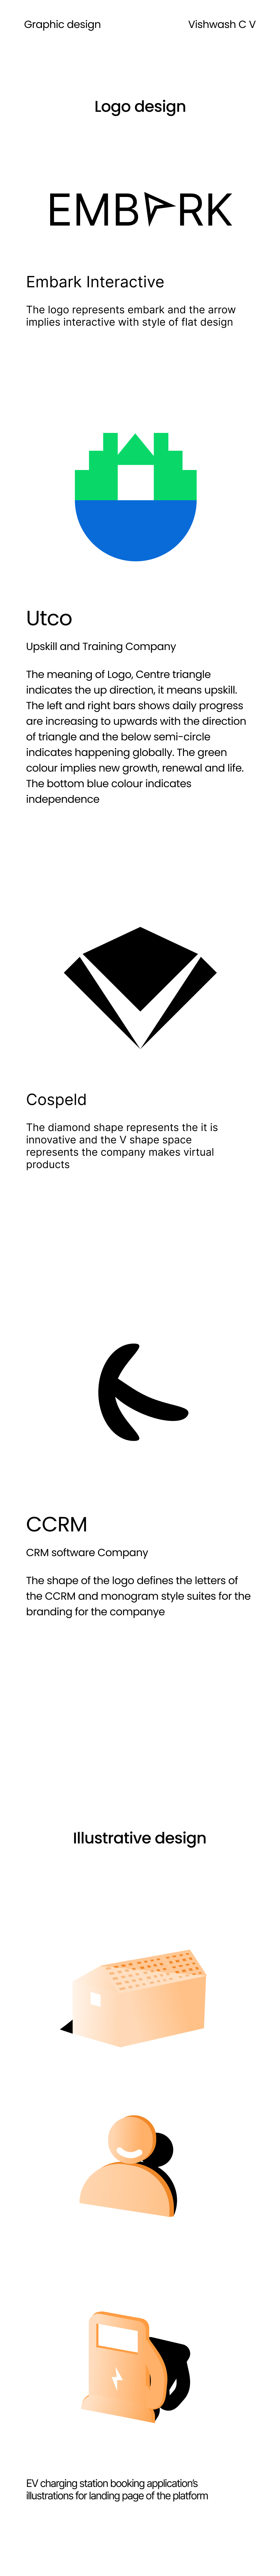 Graphic design
Vishwash C V
Logo design
EMBARK
Embark Interactive
The logo represents embark and the arrow
implies interactive with style of flat design
Utco
Upskill and Training Company
The meaning of Logo, Centre triangle
indicates the up direction, it means upskill.
The left and right bars shows daily progress
are increasing to upwards with the direction
of triangle and the below semi-circle
indicates happening globally. The green
colour implies new growth, renewal and life.
The bottom blue colour indicates
independence
Cospeld
The diamond shape represents the it is
innovative and the V shape space
represents the company makes virtual
products
CCRM
CRM software Company
The shape of the logo defines the letters of
the CCRM and monogram style suites for the
branding for the companye
Illustrative design
EV charging station booking application's
illustrations for landing page of the platform